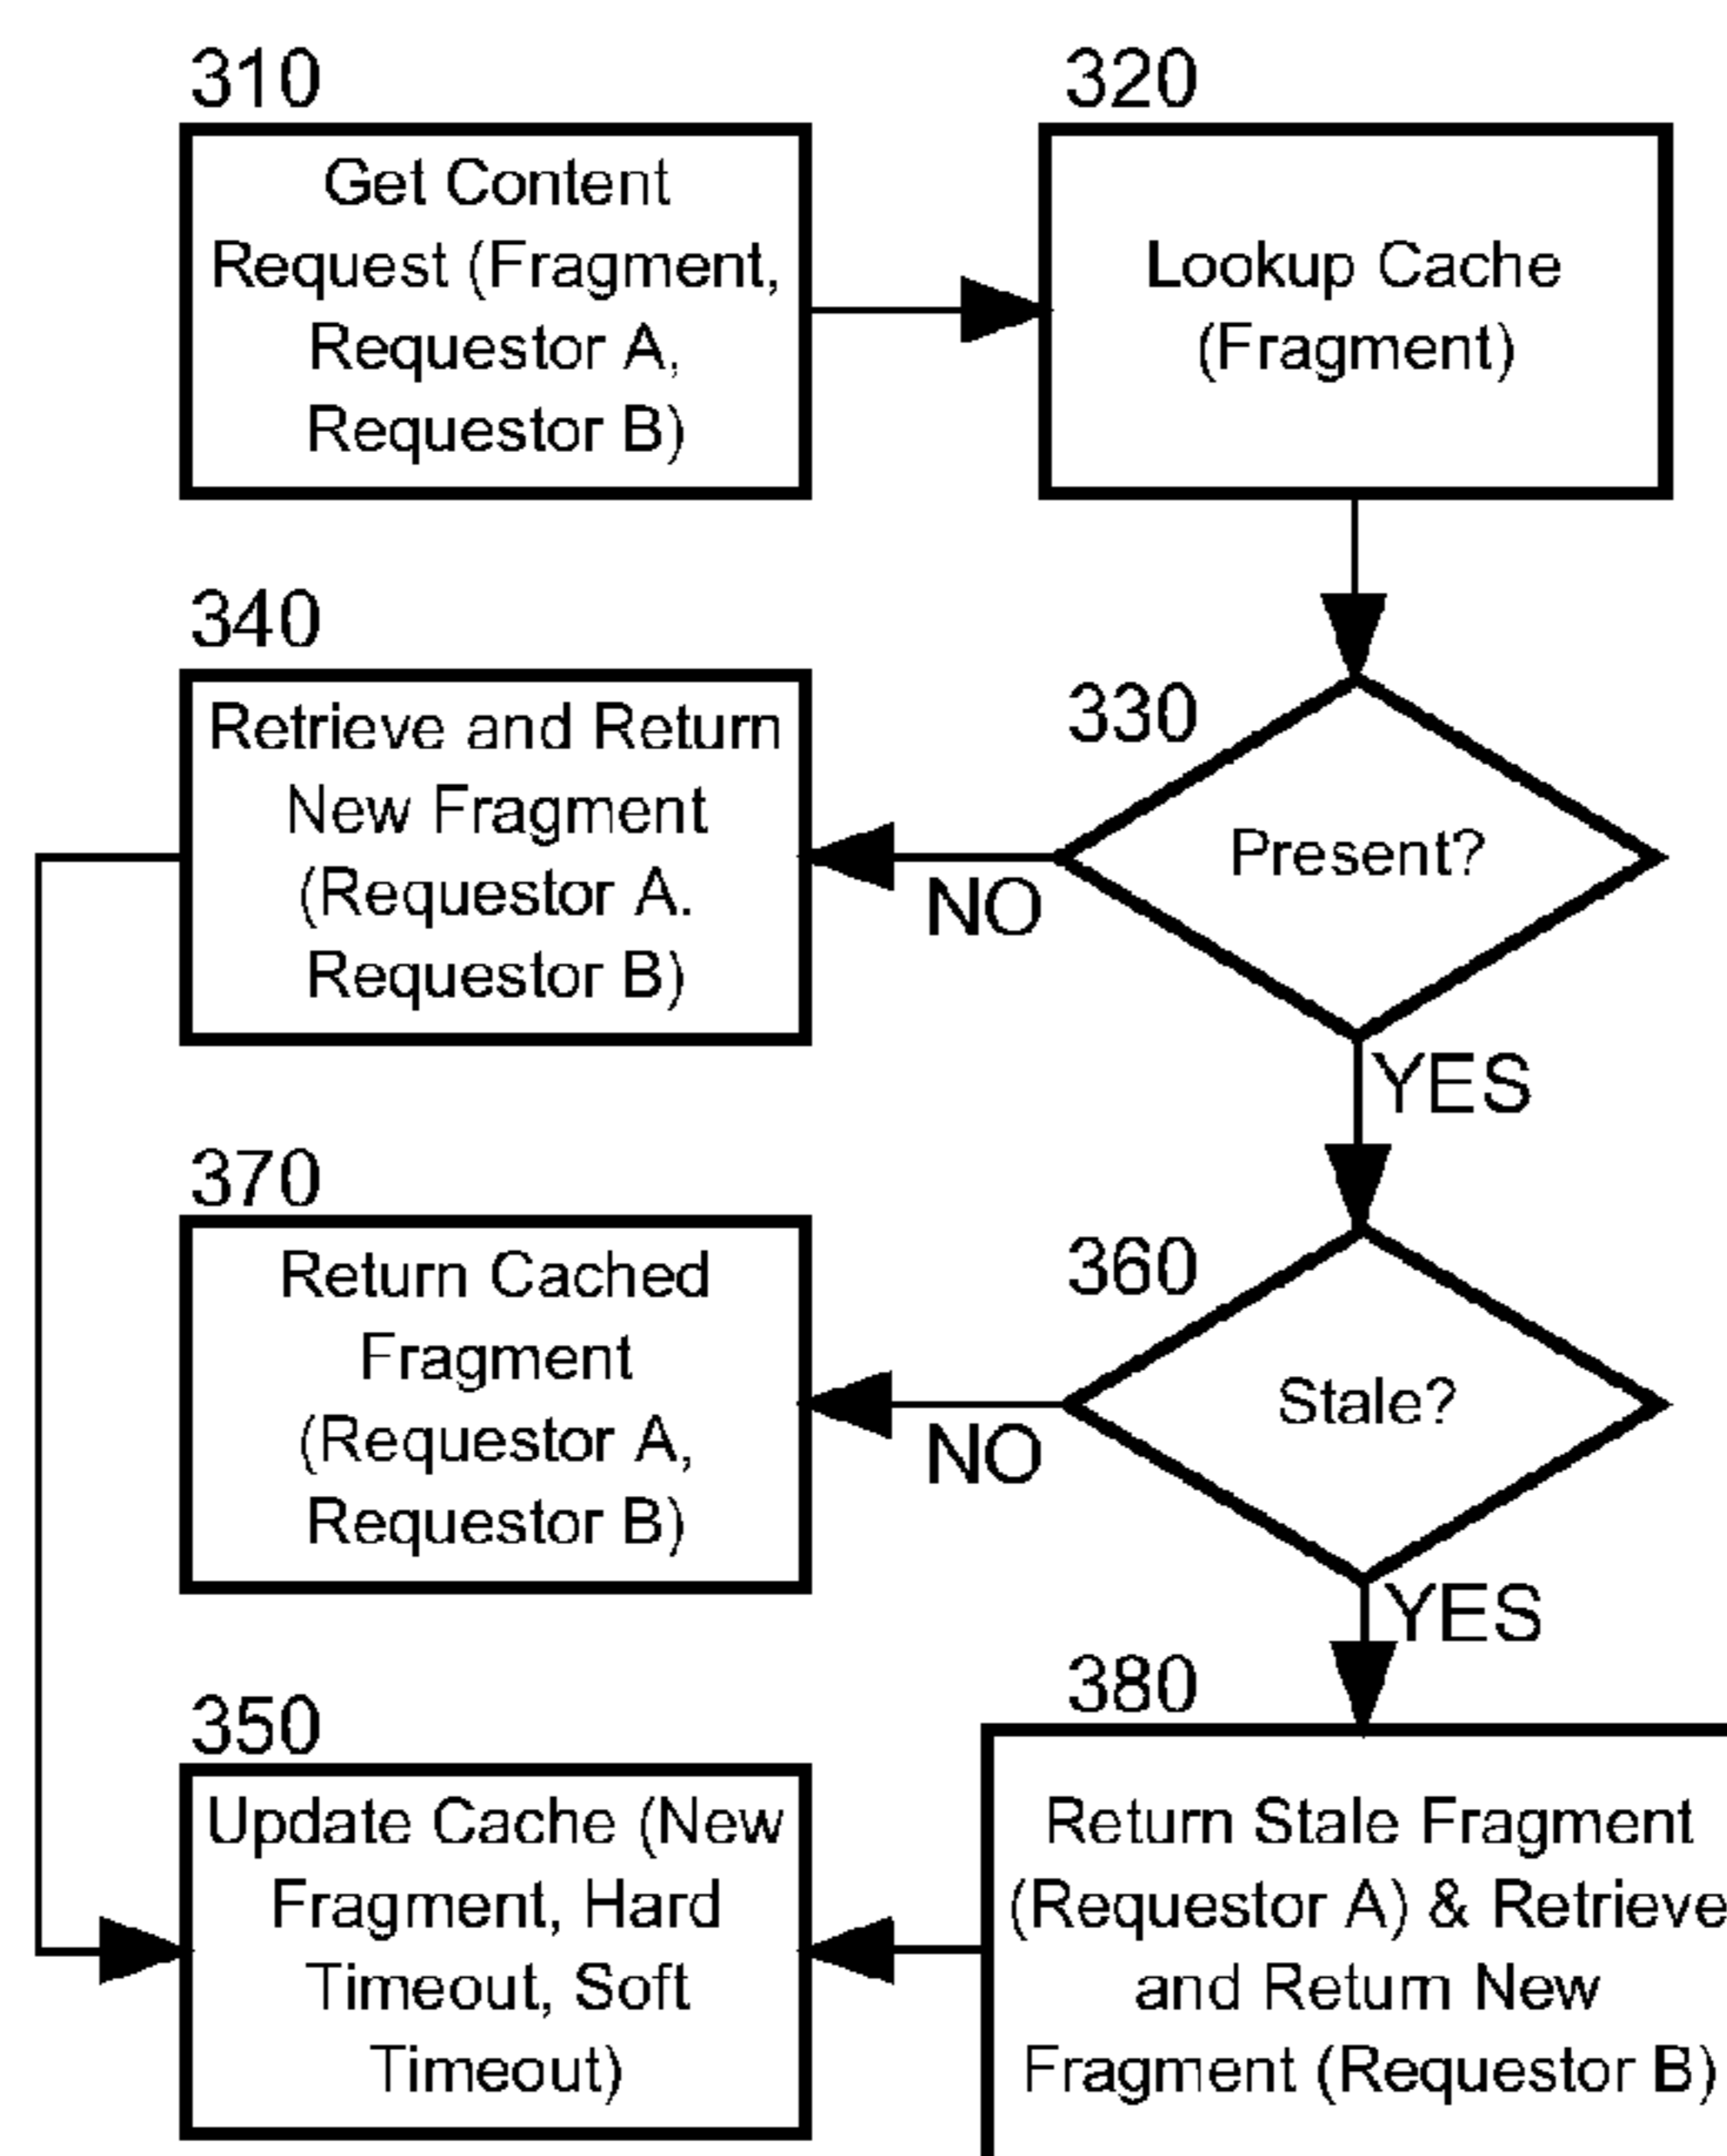 310
Get Content
Request (Fragment,
Requestor A,
Requestor B)
320
Lookup Cache
(Fragment)
330
Present?
NO
YES
340
Retrieve and Return
New Fragment
(Requestor A.
Requestor B)
360
Stale?
NO
YES
370
Return Cached
Fragment
(Requestor A,
Requestor B)
380
Return Stale Fragment
(Requestor A) & Retrieve
and Return New
Fragment (Requestor B)
350
Update Cache (New
Fragment, Hard
Timeout, Soft
Timeout)